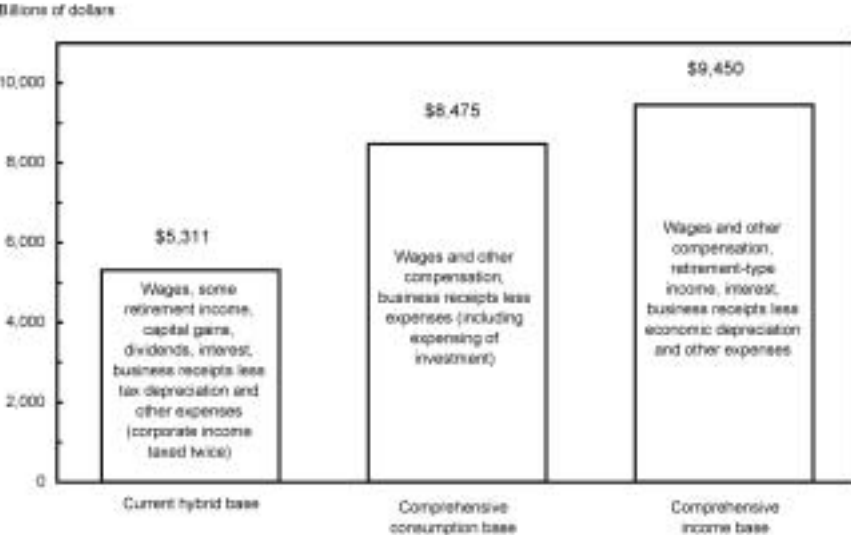 Billions of dollars
10,000
8,000
6,000
4,000
2,000
0
$5,311
Wages, some
retirement income,
capital gains,
dividends, interest,
business receipts less
tax depreciation and
other expenses
(corporate income
taxed twice)
Current hybrid base
$8,475
Wages and other
compensation,
business receipts less
expenses (including
expensing of
investment)
Comprehensive
consumption base
$9,450
Wages and other
compensation,
retirement-type
income, interest,
business receipts less
economic depreciation
and other expenses
Comprehensive
income base